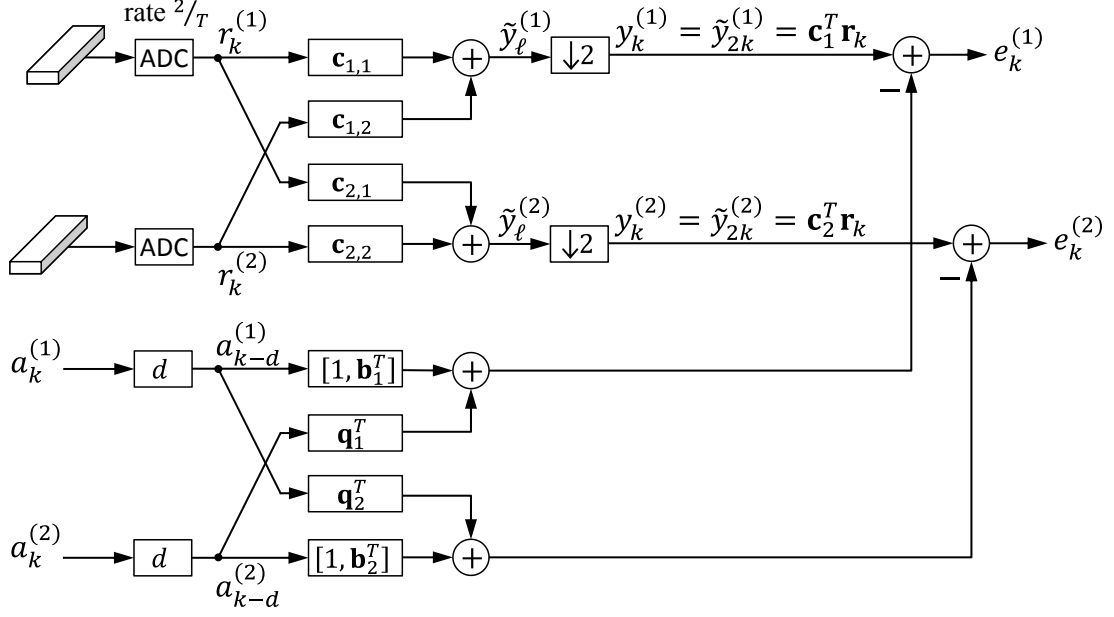 rate 2/T
ADC r_k^(1) c_{1,1} + ỹ_ℓ^(1) ↓2 y_k^(1) = ỹ_{2k}^(1) = c_1^T r_k + e_k^(1)
−
c_{1,2}
c_{2,1}
ADC r_k^(2) c_{2,2} + ỹ_ℓ^(2) ↓2 y_k^(2) = ỹ_{2k}^(2) = c_2^T r_k + e_k^(2)
−
a_k^(1) d a_{k−d}^(1) [1, b_1^T] +
q_1^T
q_2^T
a_k^(2) d a_{k−d}^(2) [1, b_2^T] +